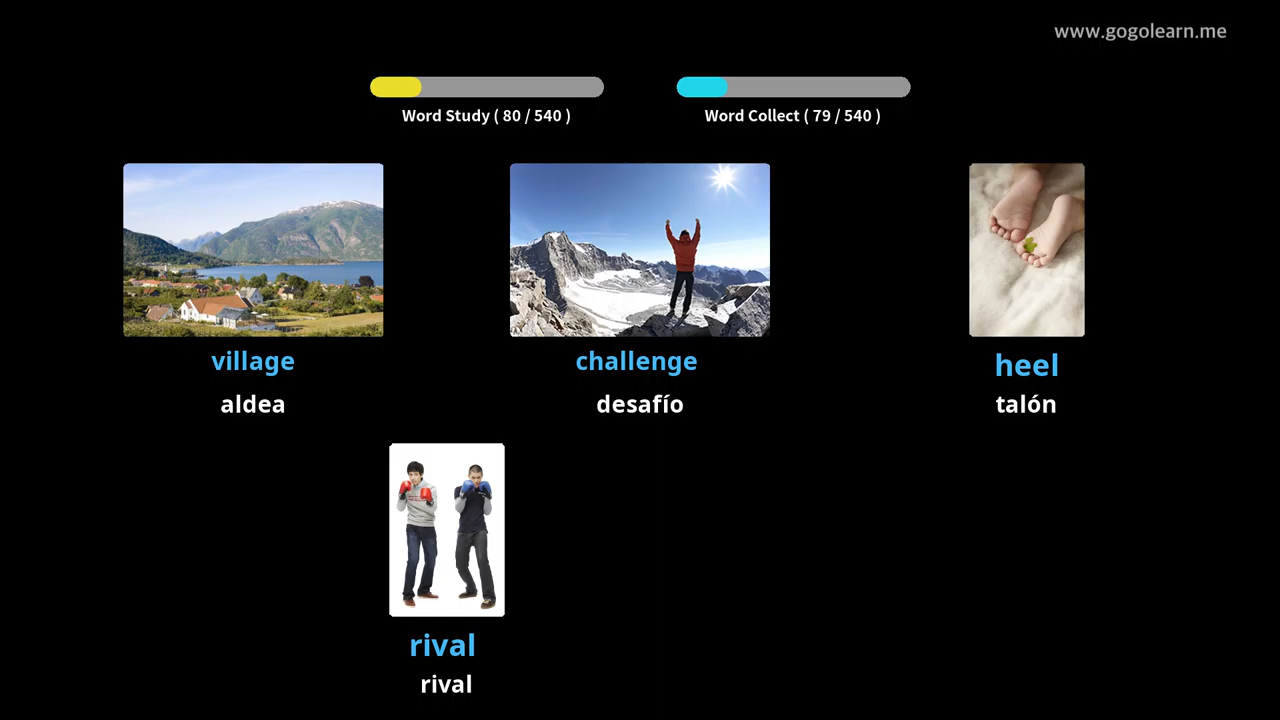 www.gogolearn.me
Word Study ( 80 / 540 )
Word Collect ( 79 / 540 )
village
challenge
heel
aldea
desafío
talón
rival
rival